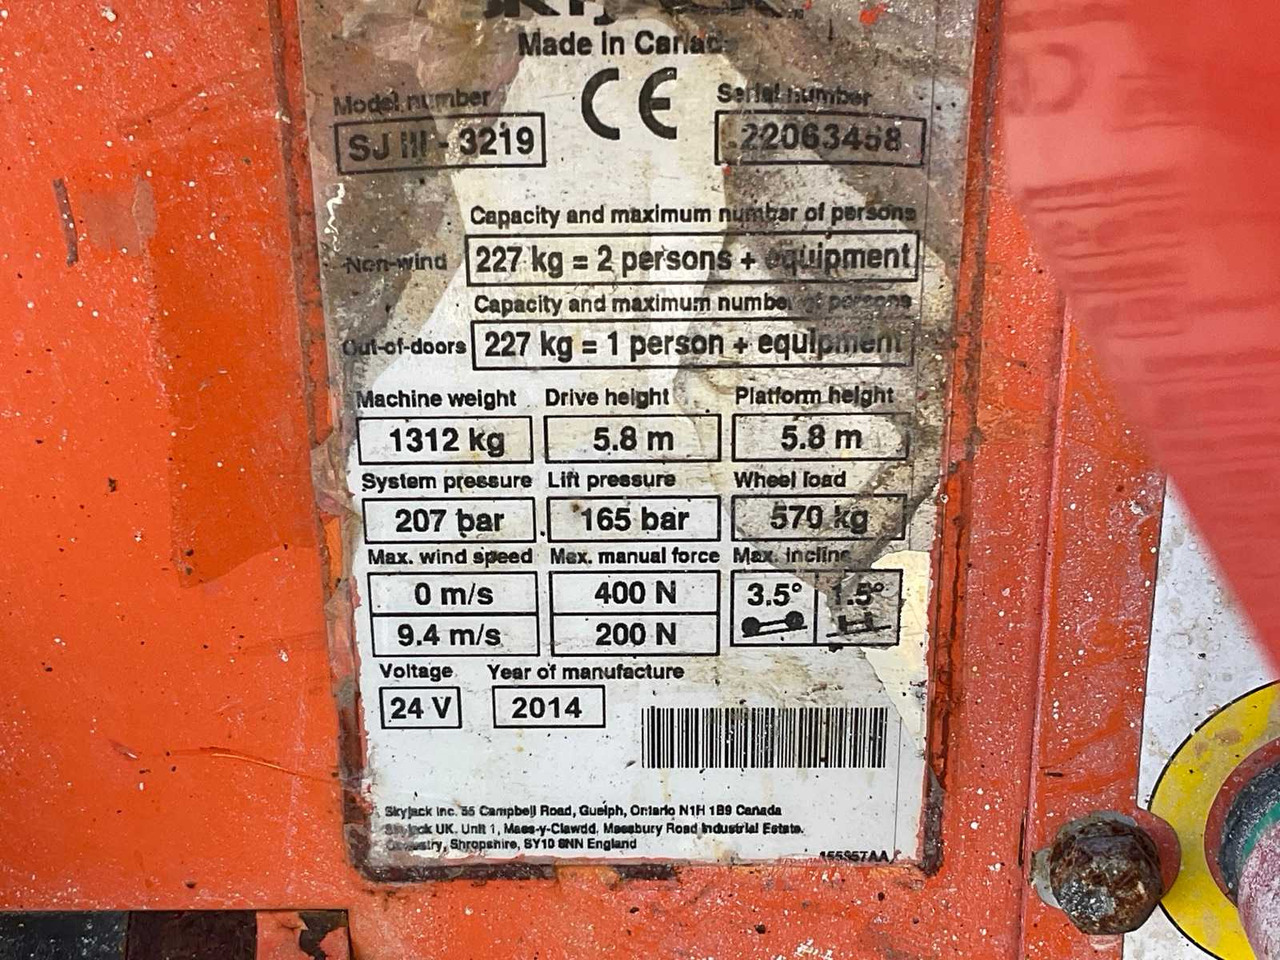 Made in Canada
Model number
Serial number
CE
SJ III - 3219
22063458
Capacity and maximum number of persons
Non-wind
227 kg = 2 persons + equipment
Capacity and maximum number of persons
Out-of-doors
227 kg = 1 person + equipment
Machine weight Drive height Platform height
1312 kg 5.8 m 5.8 m
System pressure Lift pressure Wheel load
207 bar 165 bar 570 kg
Max. wind speed Max. manual force Max. incline
0 m/s 400 N 3.5° 1.5°
9.4 m/s 200 N
Voltage Year of manufacture
24 V 2014
Skyjack Inc. 55 Campbell Road, Guelph, Ontario N1H 1B9 Canada
Skyjack UK. Unit 1, Maes-y-Clawdd, Maesbury Road Industrial Estate.
Shropshire, SY10 8NN England